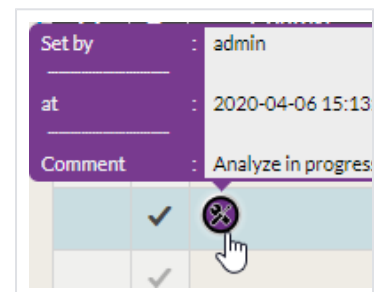 Set by : admin
at : 2020-04-06 15:13
Comment : Analyze in progres